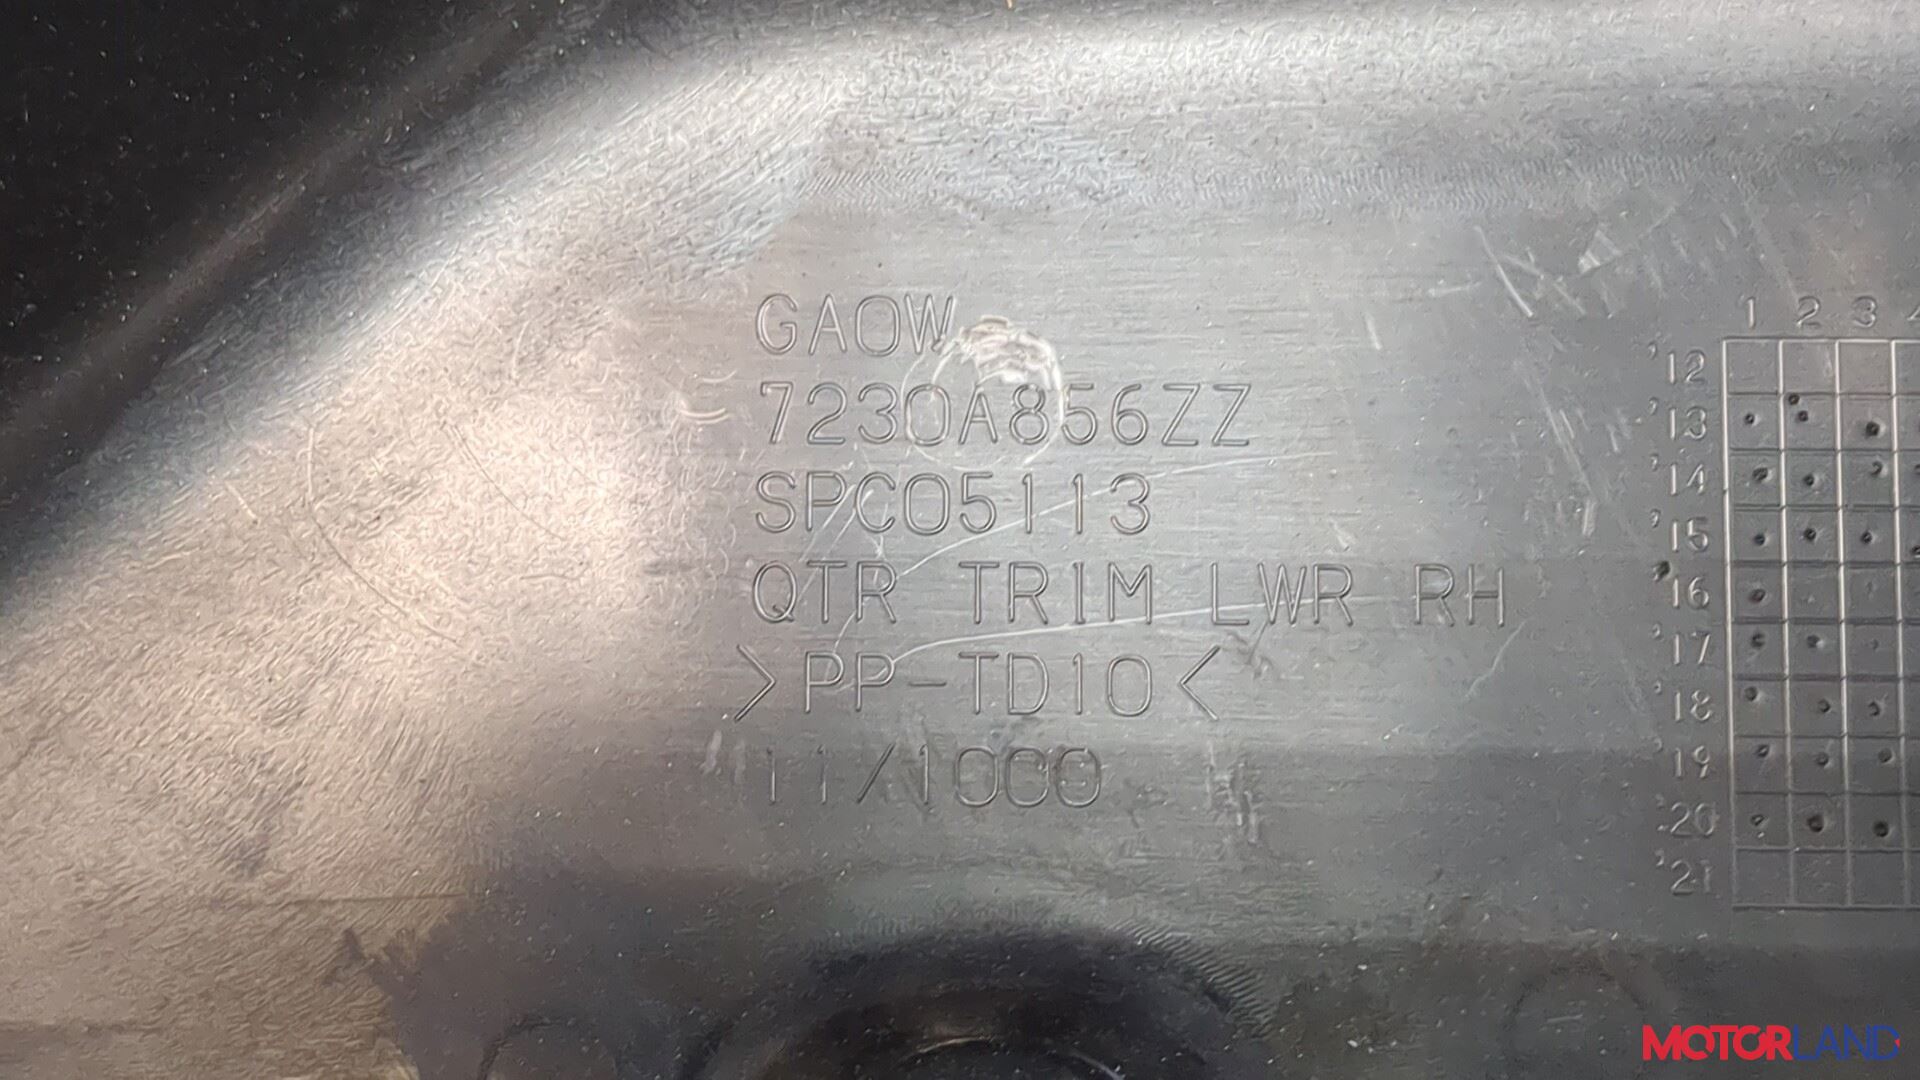 GAOW
7230A856ZZ
SPC05113
QTR TRIM LWR RH
>PP-TD10<
11/1000
1 2 3 4
'12
'13
'14
'15
'16
'17
'18
'19
'20
'21
MOTORLAND